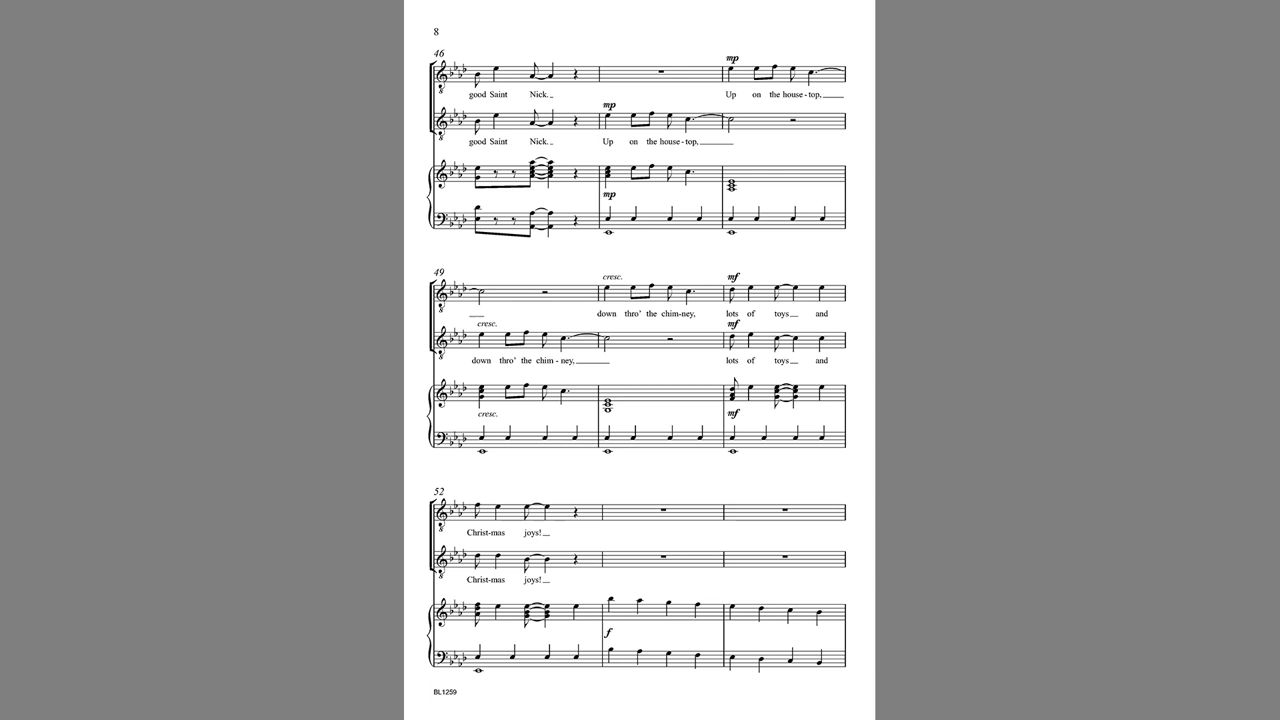 8
46
mp
good Saint Nick. Up on the house - top,
mp
good Saint Nick. Up on the house - top,
mp
49
cresc. mf
down thro' the chim-ney, lots of toys and
cresc. mf
down thro' the chim - ney, lots of toys and
cresc. mf
52
Christ-mas joys!
Christ-mas joys!
f
BL1259